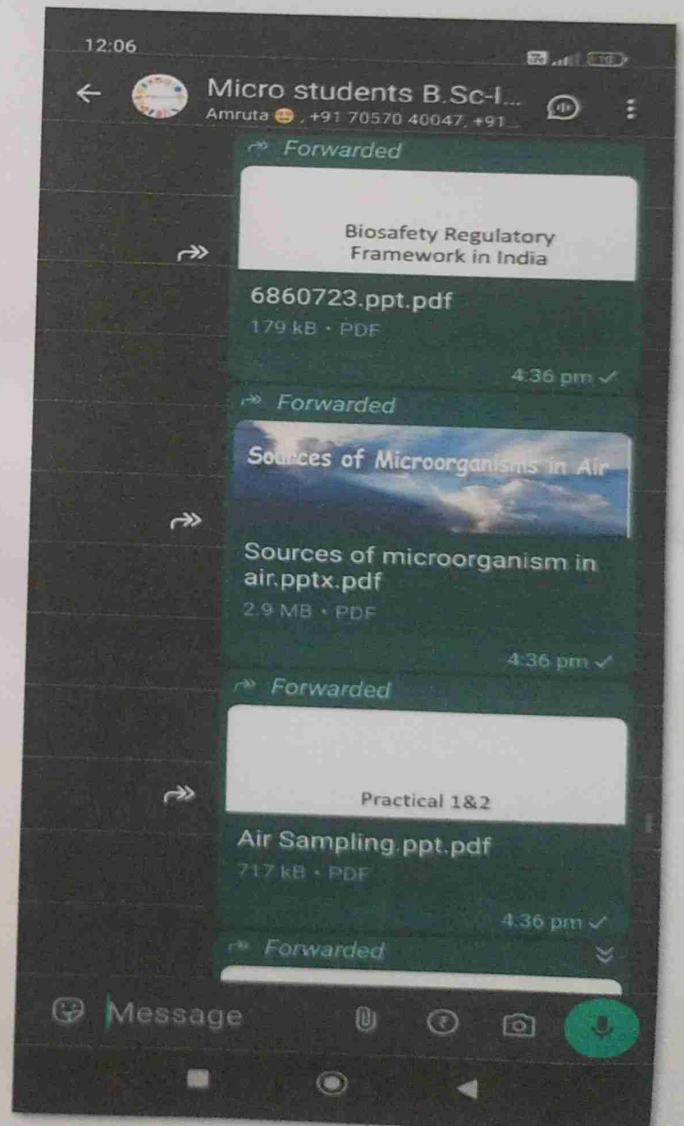 12:06
Micro students B.Sc-I...
Amruta 🤩, +91 70570 40047, +91...
Forwarded
Biosafety Regulatory
Framework in India
6860723.ppt.pdf
179 kB • PDF
4:36 pm ✓
Forwarded
Sources of Microorganisms in Air
Sources of microorganism in
air.pptx.pdf
2.9 MB • PDF
4:36 pm ✓
Forwarded
Practical 1&2
Air Sampling.ppt.pdf
717 kB • PDF
4:36 pm ✓
Forwarded
Message